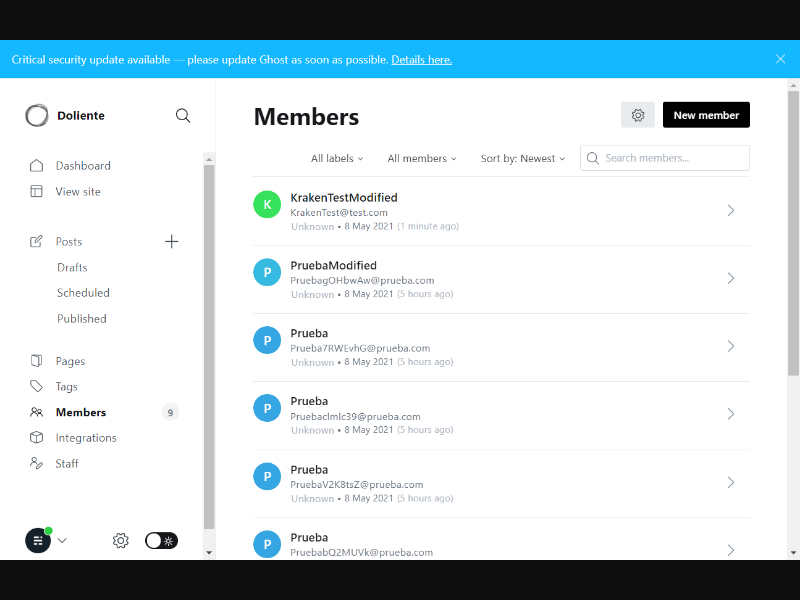 Critical security update available — please update Ghost as soon as possible. Details here.
Doliente
Dashboard
View site
Posts
Drafts
Scheduled
Published
Pages
Tags
Members 9
Integrations
Staff
Members
New member
All labels
All members
Sort by: Newest
Search members...
K
KrakenTestModified
KrakenTest@test.com
Unknown • 8 May 2021 (1 minute ago)
P
PruebaModified
PruebagOHbwAw@prueba.com
Unknown • 8 May 2021 (5 hours ago)
P
Prueba
Prueba7RWEvhG@prueba.com
Unknown • 8 May 2021 (5 hours ago)
P
Prueba
Pruebaclmlc39@prueba.com
Unknown • 8 May 2021 (5 hours ago)
P
Prueba
PruebaV2K8tsZ@prueba.com
Unknown • 8 May 2021 (5 hours ago)
P
Prueba
PruebabQ2MUVk@prueba.com